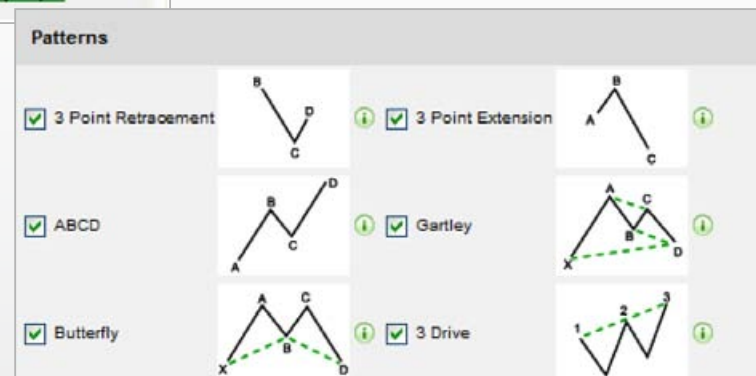 Patterns
3 Point Retracement
B
D
C
3 Point Extension
B
A
C
ABCD
D
B
C
A
Gartley
A
C
B
D
X
Butterfly
A
C
B
X
D
3 Drive
3
2
1